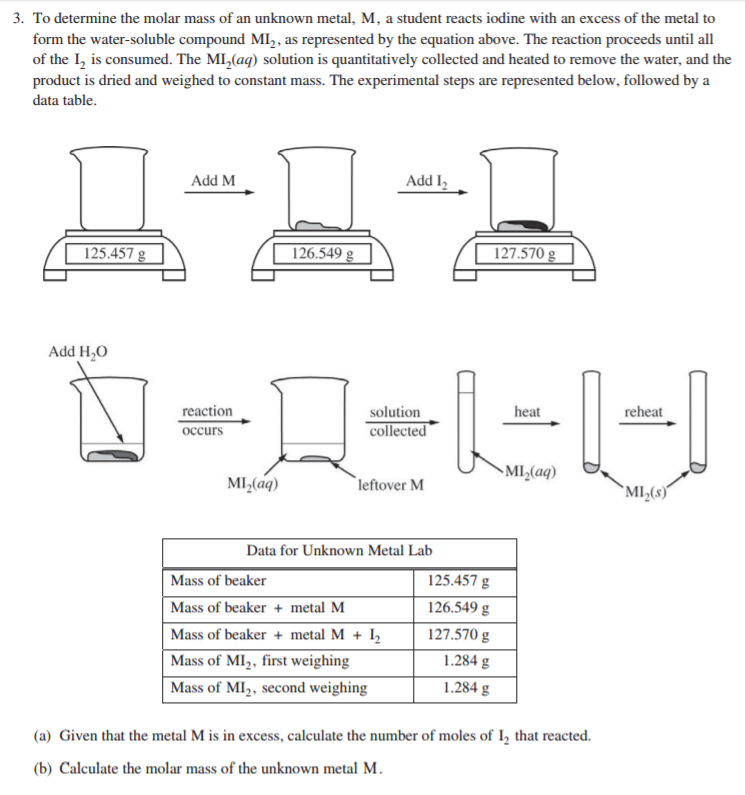 3. To determine the molar mass of an unknown metal, M, a student reacts iodine with an excess of the metal to
form the water-soluble compound MI₂, as represented by the equation above. The reaction proceeds until all
of the I₂ is consumed. The MI₂(aq) solution is quantitatively collected and heated to remove the water, and the
product is dried and weighed to constant mass. The experimental steps are represented below, followed by a
data table.
Add M
Add I₂
125.457 g
126.549 g
127.570 g
Add H₂O
reaction
occurs
solution
collected
heat
reheat
MI₂(aq)
leftover M
MI₂(aq)
MI₂(s)
Data for Unknown Metal Lab
Mass of beaker 125.457 g
Mass of beaker + metal M 126.549 g
Mass of beaker + metal M + I₂ 127.570 g
Mass of MI₂, first weighing 1.284 g
Mass of MI₂, second weighing 1.284 g
(a) Given that the metal M is in excess, calculate the number of moles of I₂ that reacted.
(b) Calculate the molar mass of the unknown metal M.